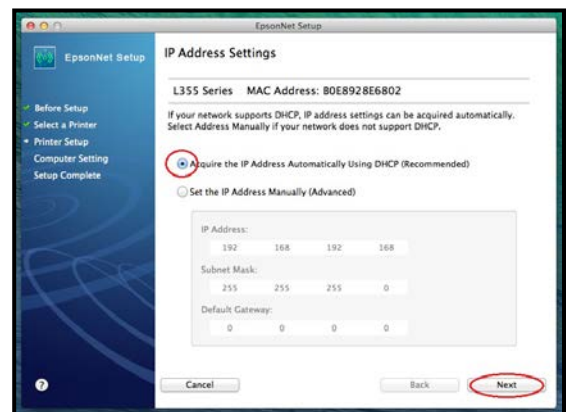 EpsonNet Setup
EpsonNet Setup
Before Setup
Select a Printer
Printer Setup
Computer Setting
Setup Complete
IP Address Settings
L355 Series MAC Address: B0E8928E6802
If your network supports DHCP, IP address settings can be acquired automatically.
Select Address Manually if your network does not support DHCP.
Acquire the IP Address Automatically Using DHCP (Recommended)
Set the IP Address Manually (Advanced)
IP Address:
192 168 192 168
Subnet Mask:
255 255 255 0
Default Gateway:
0 0 0 0
?
Cancel Back Next